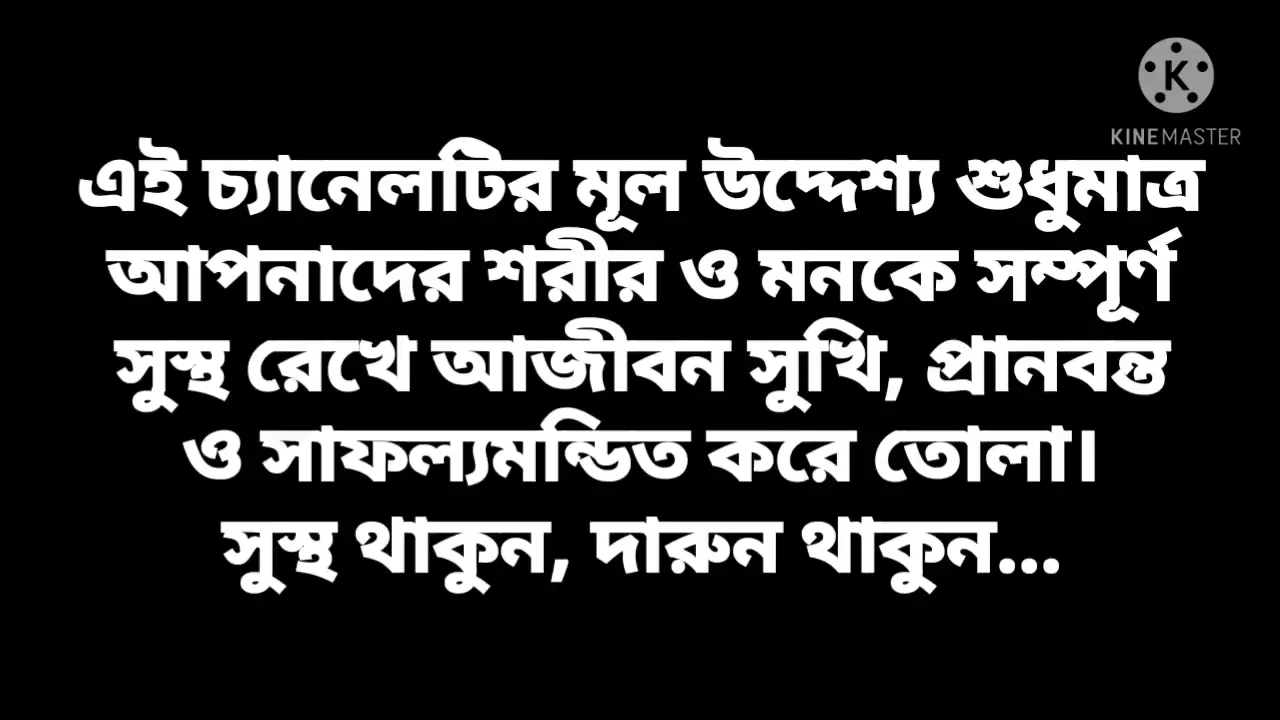 KINEMASTER
এই চ্যানেলটির মূল উদ্দেশ্য শুধুমাত্র
আপনাদের শরীর ও মনকে সম্পূর্ণ
সুস্থ রেখে আজীবন সুখি, প্রানবন্ত
ও সাফল্যমন্ডিত করে তোলা।
সুস্থ থাকুন, দারুন থাকুন...